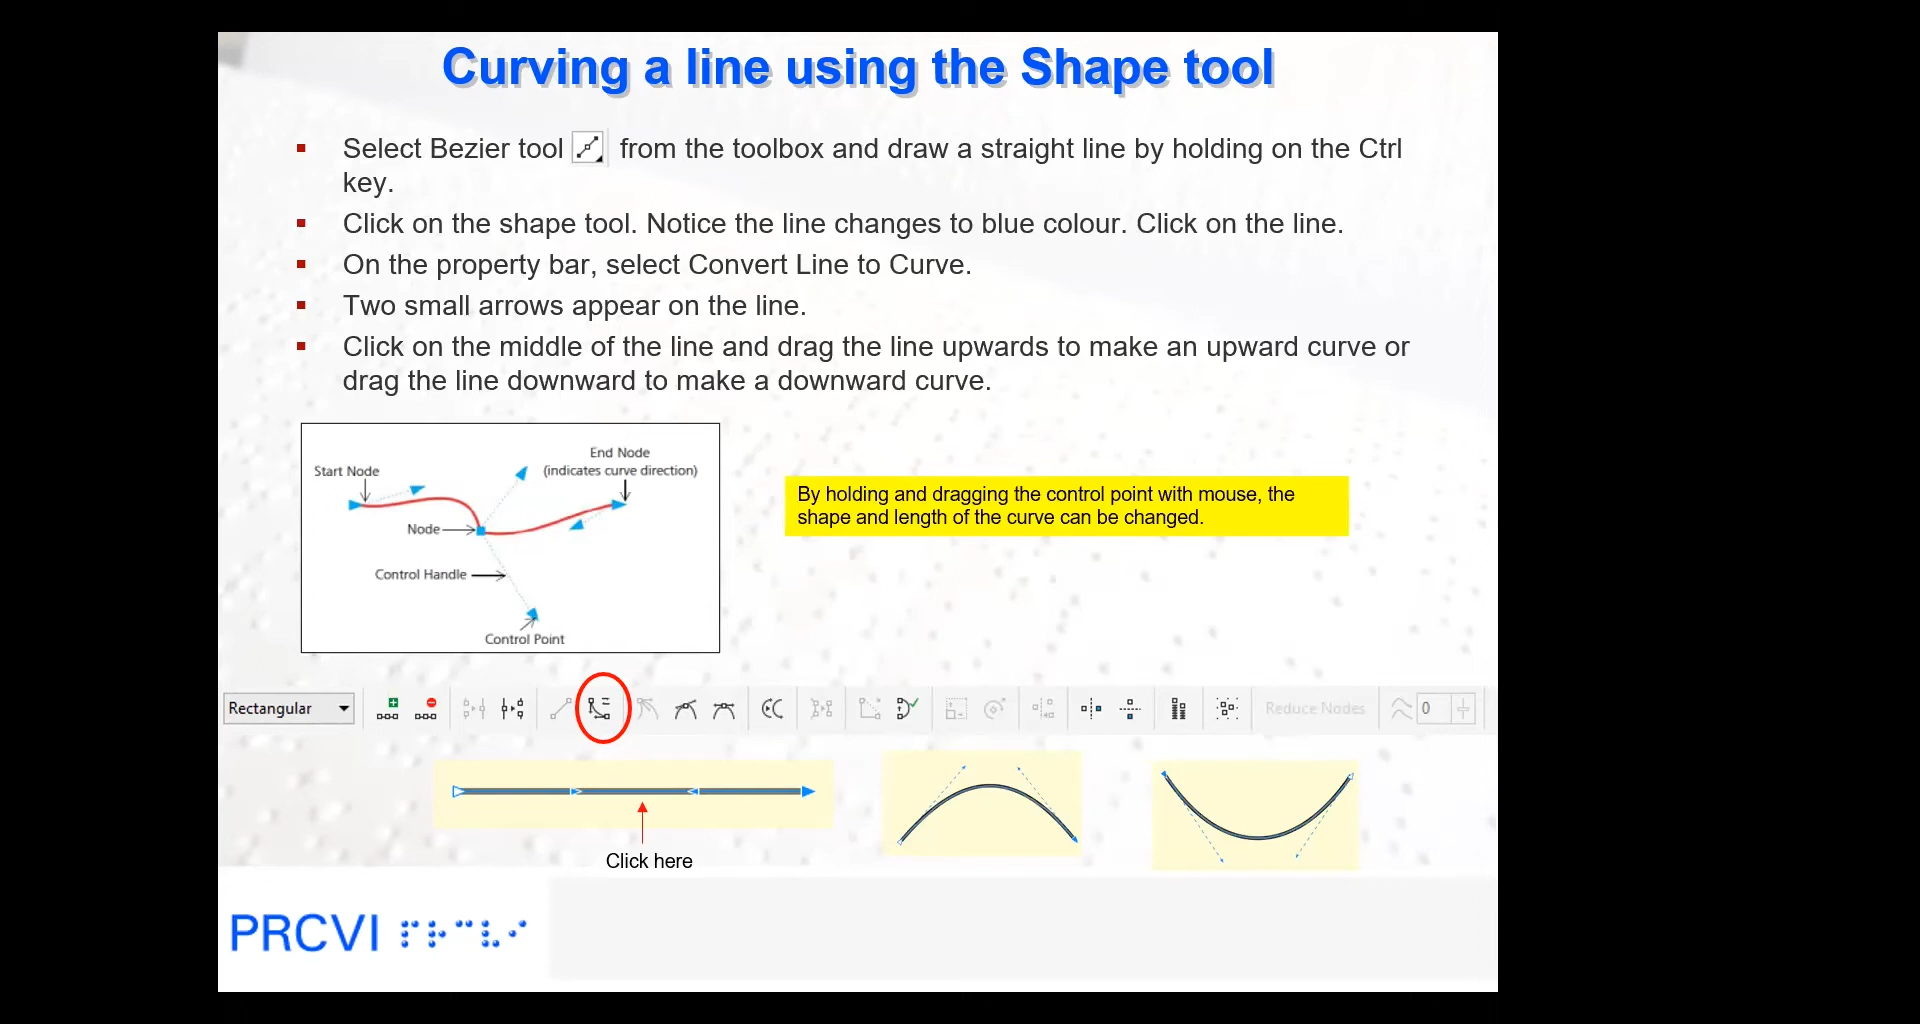 Curving a line using the Shape tool
Select Bezier tool from the toolbox and draw a straight line by holding on the Ctrl
key.
Click on the shape tool. Notice the line changes to blue colour. Click on the line.
On the property bar, select Convert Line to Curve.
Two small arrows appear on the line.
Click on the middle of the line and drag the line upwards to make an upward curve or
drag the line downward to make a downward curve.
End Node
(indicates curve direction)
Start Node
Node
Control Handle
Control Point
By holding and dragging the control point with mouse, the
shape and length of the curve can be changed.
Rectangular
Reduce Nodes
0
Click here
PRCVI ⠏⠗⠉⠧⠊